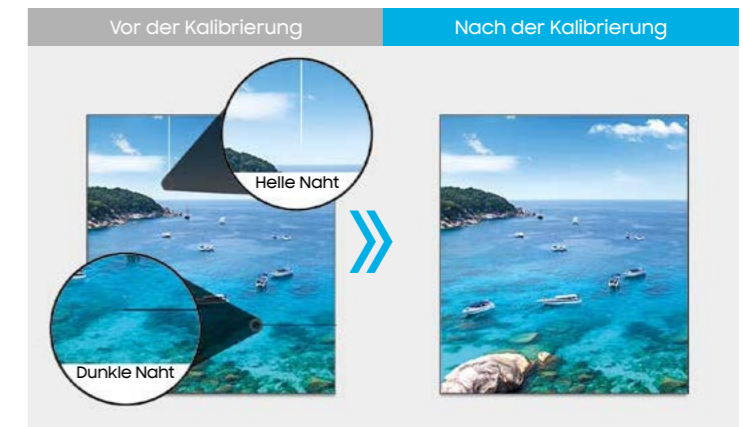 Vor der Kalibrierung
Nach der Kalibrierung
Helle Naht
Dunkle Naht